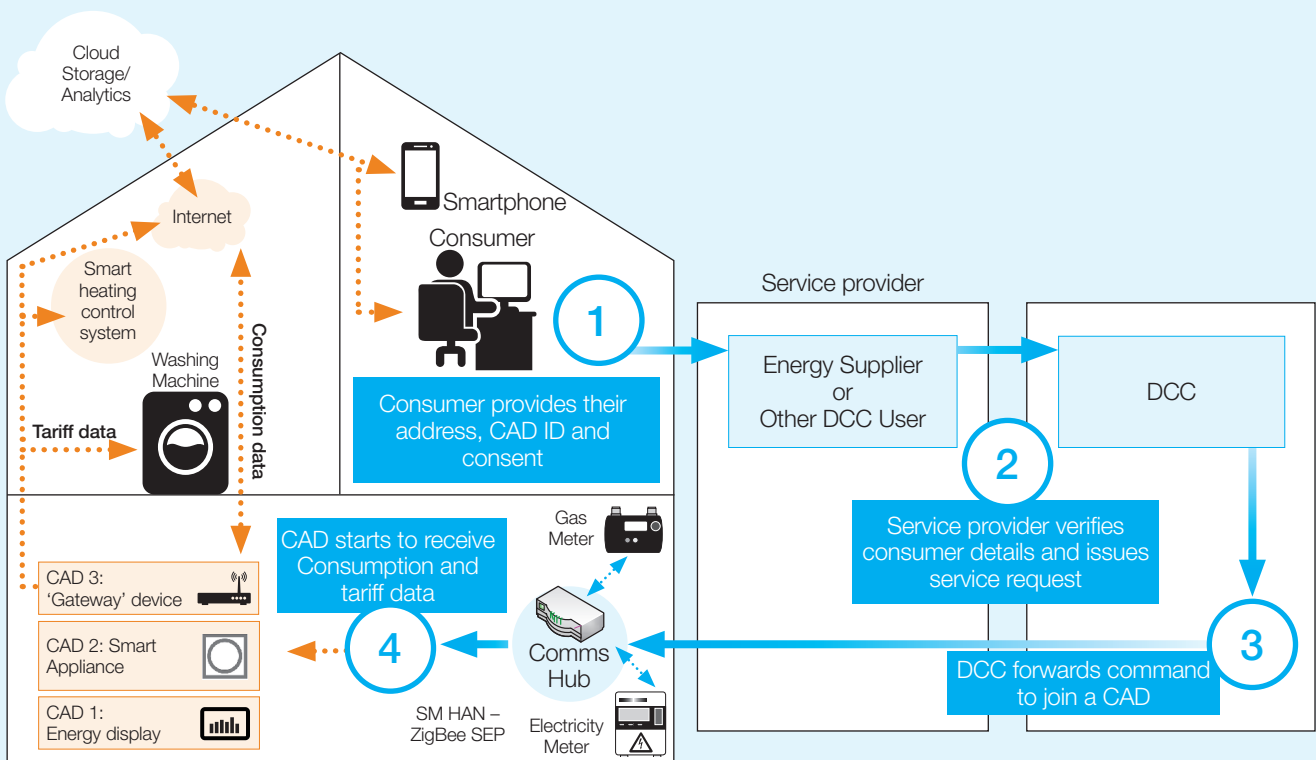 Cloud
Storage/
Analytics
Internet
Smart
heating
control
system
Washing
Machine
Tariff data
Consumption data
Smartphone
Consumer
1
Consumer provides their
address, CAD ID and
consent
Service provider
Energy Supplier
or
Other DCC User
DCC
2
Service provider verifies
consumer details and issues
service request
3
DCC forwards command
to join a CAD
Gas
Meter
Comms
Hub
Electricity
Meter
SM HAN –
ZigBee SEP
CAD starts to receive
Consumption and
tariff data
4
CAD 3:
‘Gateway’ device
CAD 2: Smart
Appliance
CAD 1:
Energy display